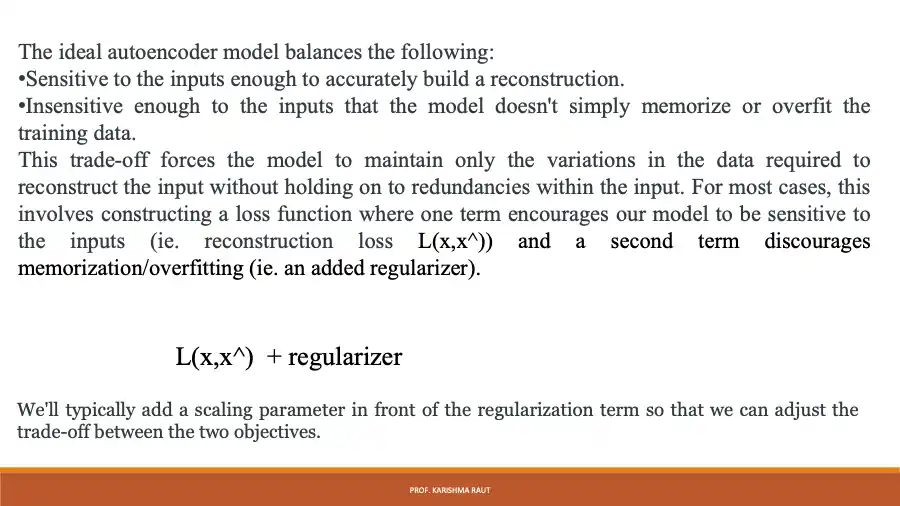 The ideal autoencoder model balances the following:
•Sensitive to the inputs enough to accurately build a reconstruction.
•Insensitive enough to the inputs that the model doesn't simply memorize or overfit the
training data.
This trade-off forces the model to maintain only the variations in the data required to
reconstruct the input without holding on to redundancies within the input. For most cases, this
involves constructing a loss function where one term encourages our model to be sensitive to
the inputs (ie. reconstruction loss L(x,x^)) and a second term discourages
memorization/overfitting (ie. an added regularizer).
L(x,x^) + regularizer
We'll typically add a scaling parameter in front of the regularization term so that we can adjust the
trade-off between the two objectives.
PROF. KARISHMA RAUT